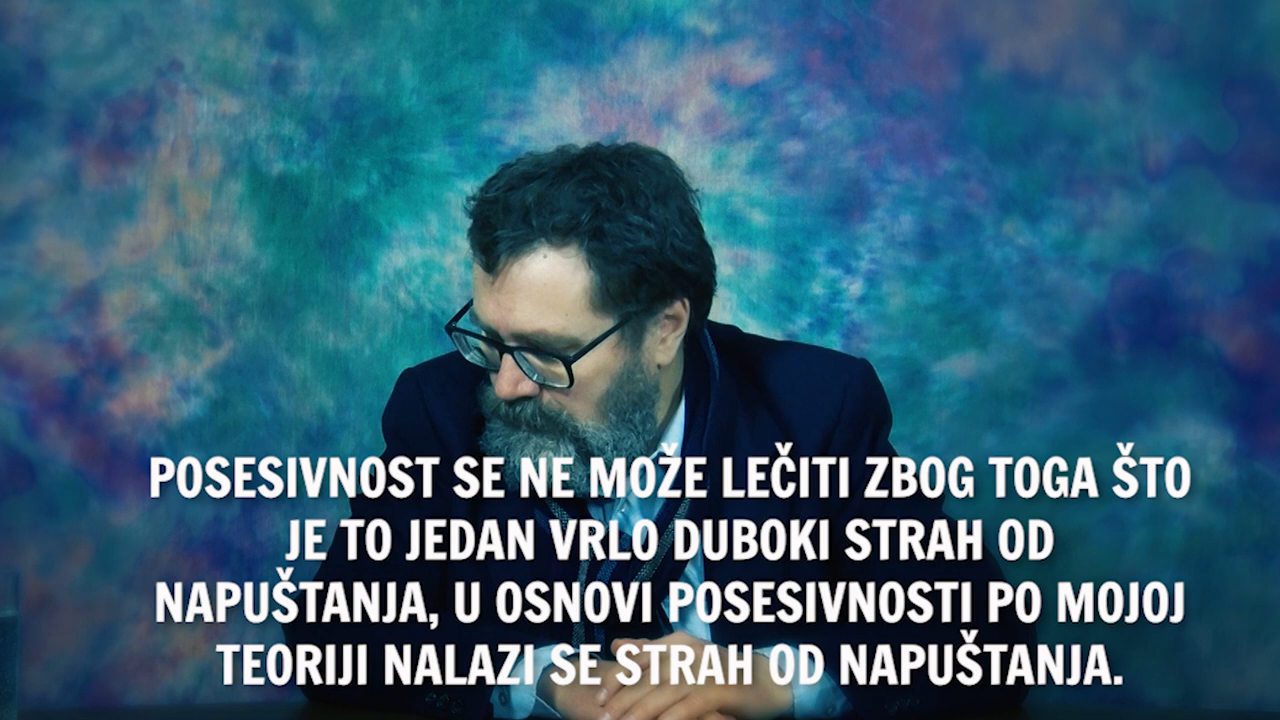 POSESIVNOST SE NE MOŽE LEČITI ZBOG TOGA ŠTO
JE TO JEDAN VRLO DUBOKI STRAH OD
NAPUŠTANJA, U OSNOVI POSESIVNOSTI PO MOJOJ
TEORIJI NALAZI SE STRAH OD NAPUŠTANJA.